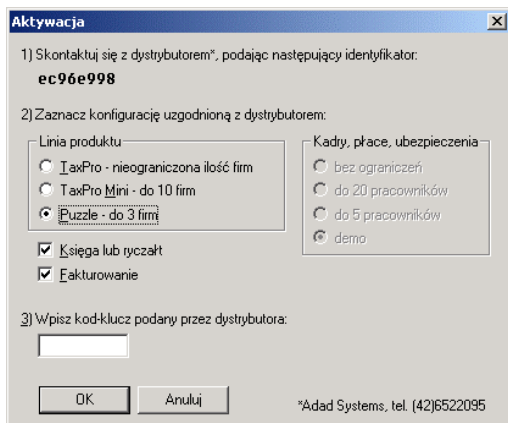 Aktywacja
1) Skontaktuj się z dystrybutorem*, podając następujący identyfikator:
ec96e998
2) Zaznacz konfigurację uzgodnioną z dystrybutorem:
Linia produktu
TaxPro - nieograniczona ilość firm
TaxPro Mini - do 10 firm
Puzzle - do 3 firm
Kadry, płace, ubezpieczenia
bez ograniczeń
do 20 pracowników
do 5 pracowników
demo
Księga lub ryczałt
Fakturowanie
3) Wpisz kod-klucz podany przez dystrybutora:
OK
Anuluj
*Adad Systems, tel. (42)6522095